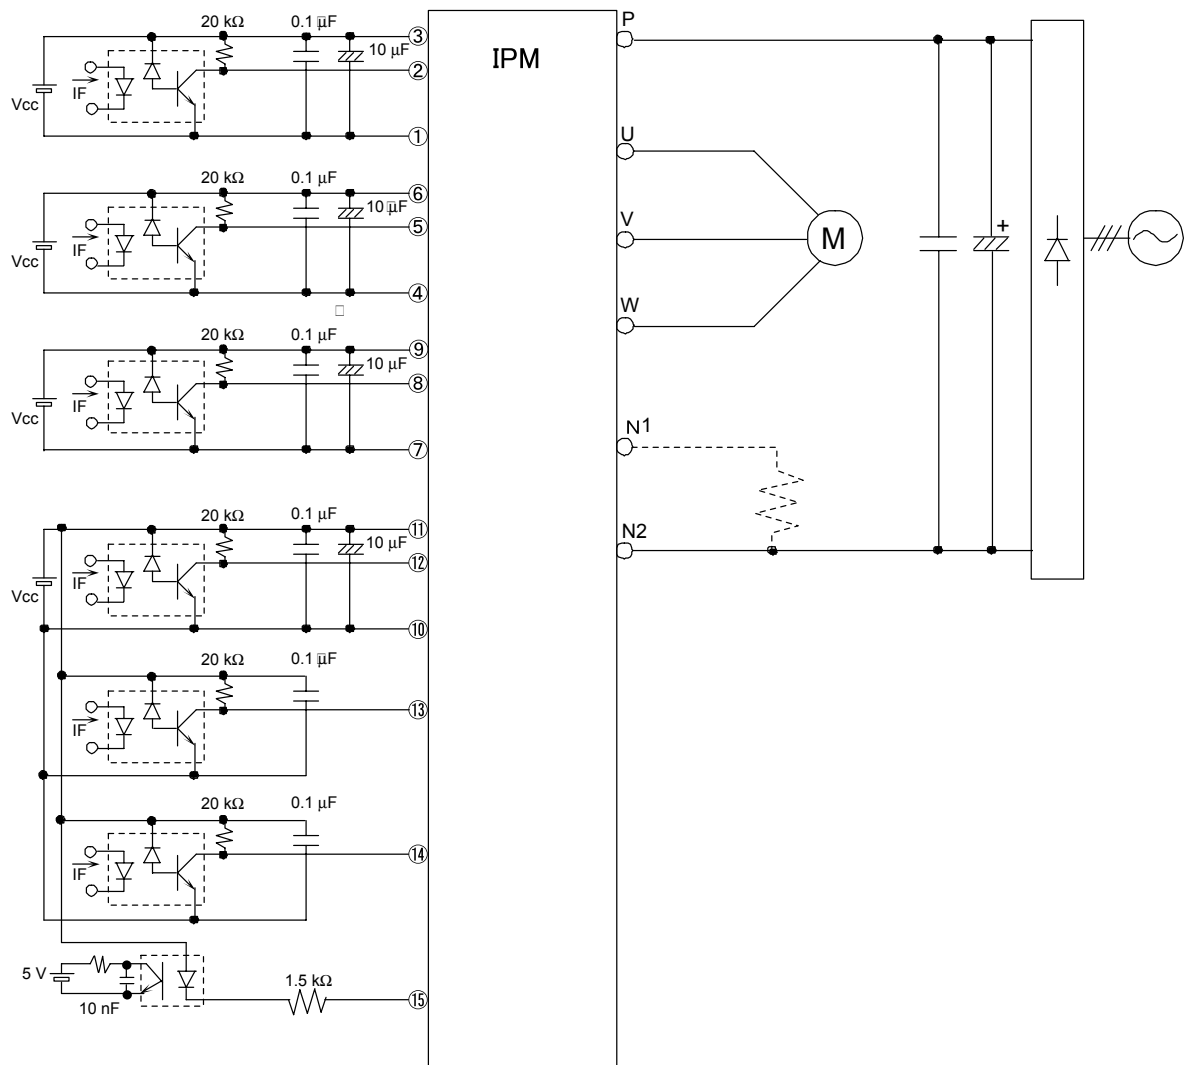 20 kΩ 0.1 µF ③ P
10 µF IPM
②
Vcc IF
① U
20 kΩ 0.1 µF ⑥
10 µF
⑤ V M +
Vcc IF
④ W
20 kΩ 0.1 µF ⑨
10 µF
⑧
Vcc IF
⑦ N1
20 kΩ 0.1 µF ⑪ N2
10 µF
⑫
Vcc IF
⑩
20 kΩ 0.1 µF
IF ⑬
20 kΩ 0.1 µF
IF ⑭
5 V 1.5 kΩ
10 nF ⑮